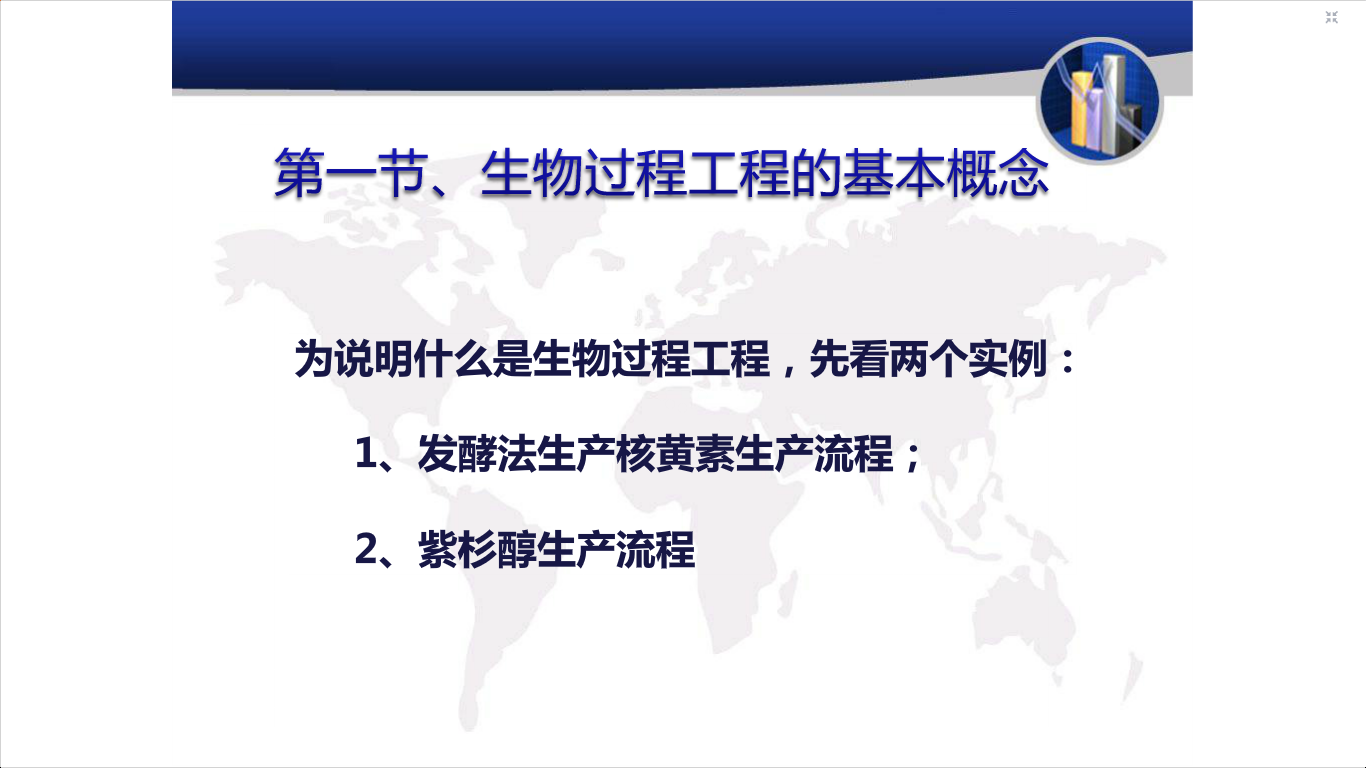 第一节、生物过程工程的基本概念
为说明什么是生物过程工程，先看两个实例：
1、发酵法生产核黄素生产流程；
2、紫杉醇生产流程